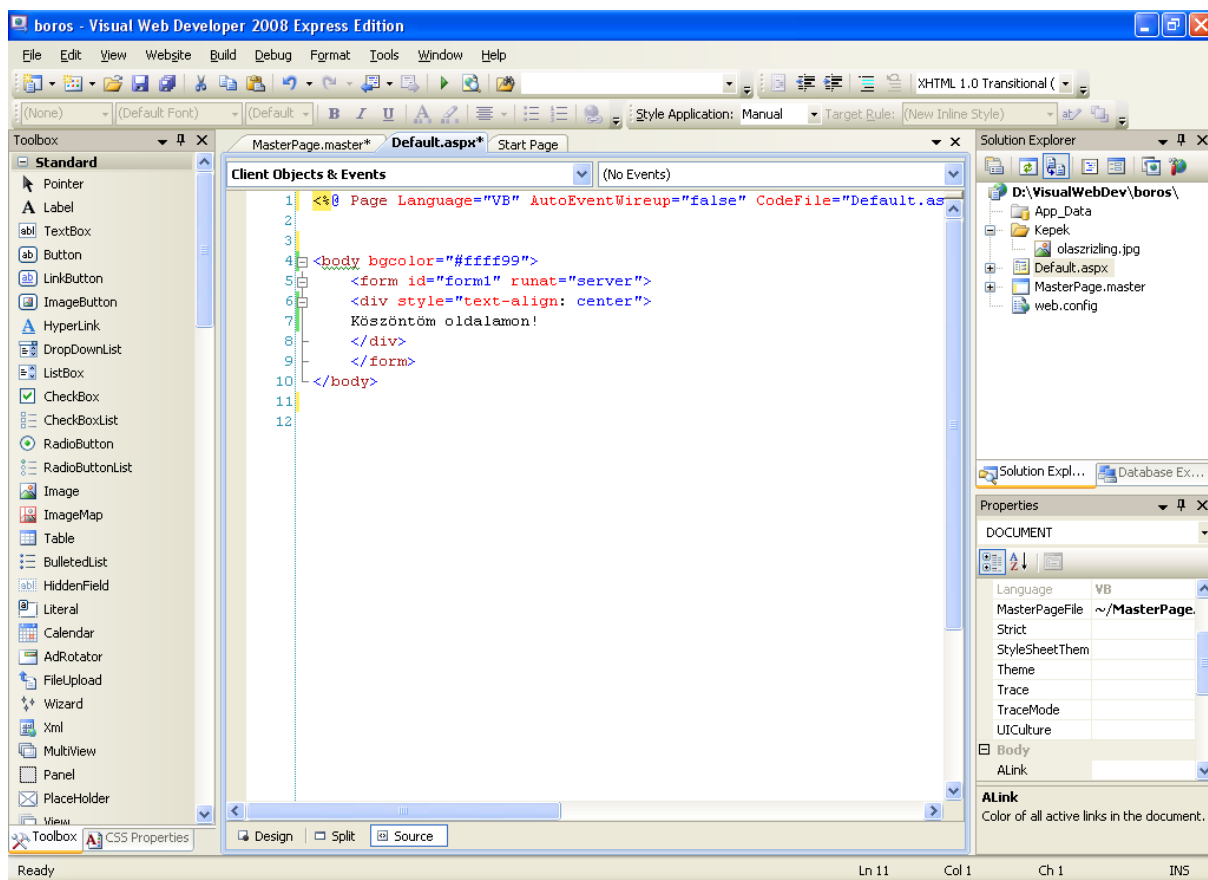 boros - Visual Web Developer 2008 Express Edition
File Edit View Website Build Debug Format Tools Window Help
XHTML 1.0 Transitional (
(None) (Default Font) (Default B I U Style Application: Manual Target Rule: (New Inline Style)
Toolbox
Standard
Pointer
A Label
abl TextBox
ab Button
ab LinkButton
ImageButton
A HyperLink
DropDownList
ListBox
CheckBox
CheckBoxList
RadioButton
RadioButtonList
Image
ImageMap
Table
BulletedList
abl HiddenField
Literal
Calendar
AdRotator
FileUpload
Wizard
Xml
MultiView
Panel
PlaceHolder
View
Toolbox CSS Properties
MasterPage.master* Default.aspx* Start Page
Client Objects & Events (No Events)
1 <%@ Page Language="VB" AutoEventWireup="false" CodeFile="Default.as
2
3
4 <body bgcolor="#ffff99">
5 <form id="form1" runat="server">
6 <div style="text-align: center">
7 Köszöntöm oldalamon!
8 </div>
9 </form>
10 </body>
11
12
Design Split Source
Solution Explorer
D:\VisualWebDev\boros\
App_Data
Kepek
olaszrizling.jpg
Default.aspx
MasterPage.master
web.config
Solution Expl... Database Ex...
Properties
DOCUMENT
Language VB
MasterPageFile ~/MasterPage.
Strict
StyleSheetThem
Theme
Trace
TraceMode
UICulture
Body
ALink
ALink
Color of all active links in the document.
Ready Ln 11 Col 1 Ch 1 INS